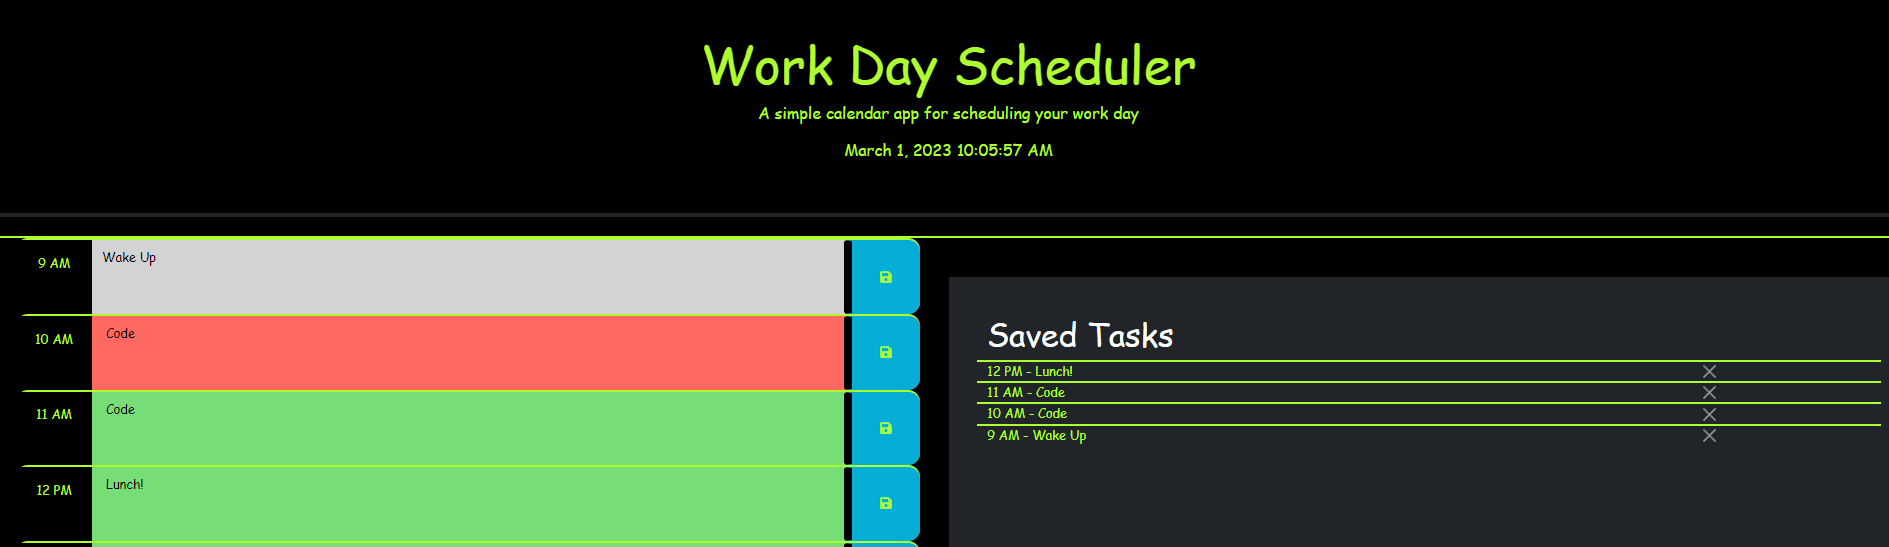 Work Day Scheduler
A simple calendar app for scheduling your work day
March 1, 2023 10:05:57 AM
9 AM
Wake Up
10 AM
Code
11 AM
Code
12 PM
Lunch!
Saved Tasks
12 PM - Lunch!
11 AM - Code
10 AM - Code
9 AM - Wake Up